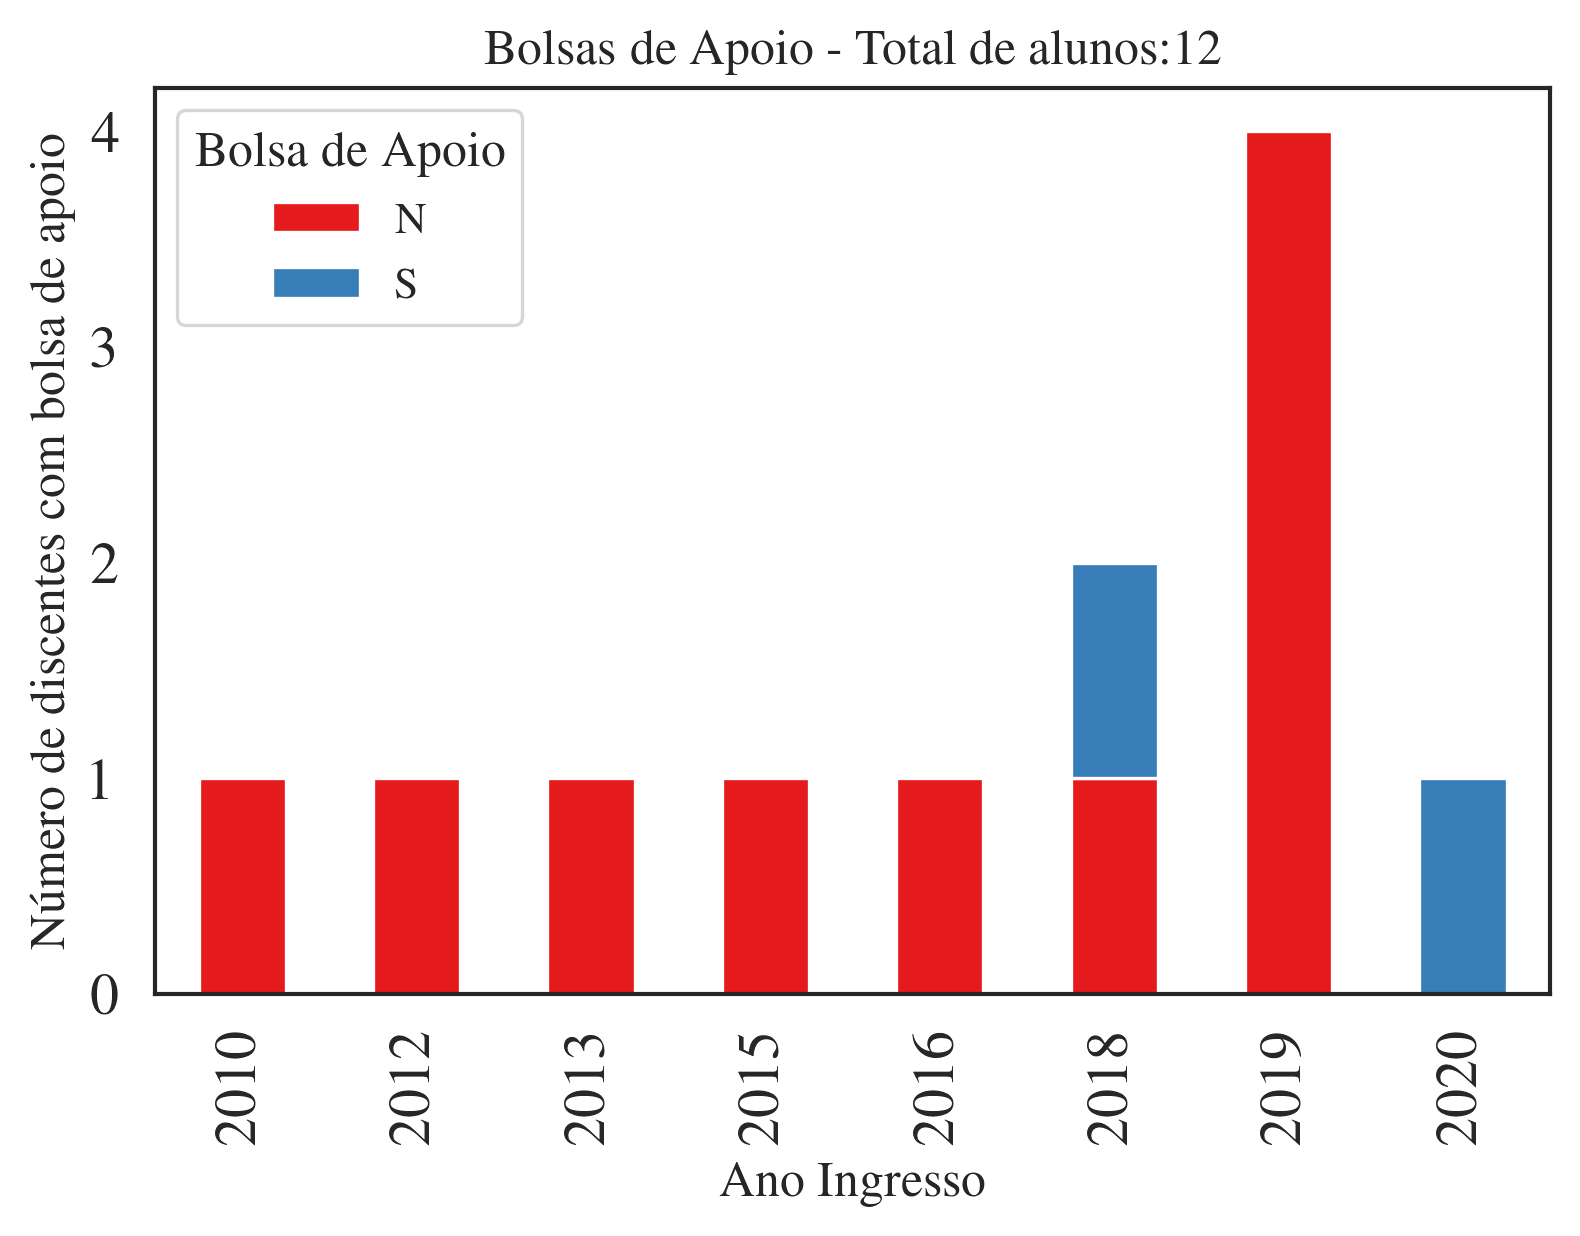 Bolsas de Apoio - Total de alunos:12
Bolsa de Apoio
N
S
Número de discentes com bolsa de apoio
4
3
2
1
0
2010
2012
2013
2015
2016
2018
2019
2020
Ano Ingresso